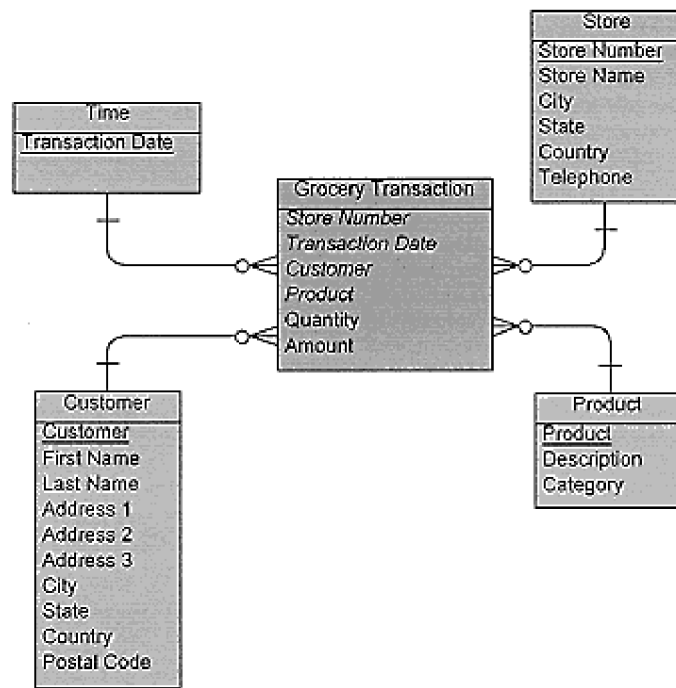 Store
Store Number
Store Name
City
State
Country
Telephone
Time
Transaction Date
Grocery Transaction
Store Number
Transaction Date
Customer
Product
Quantity
Amount
Customer
Customer
First Name
Last Name
Address 1
Address 2
Address 3
City
State
Country
Postal Code
Product
Product
Description
Category